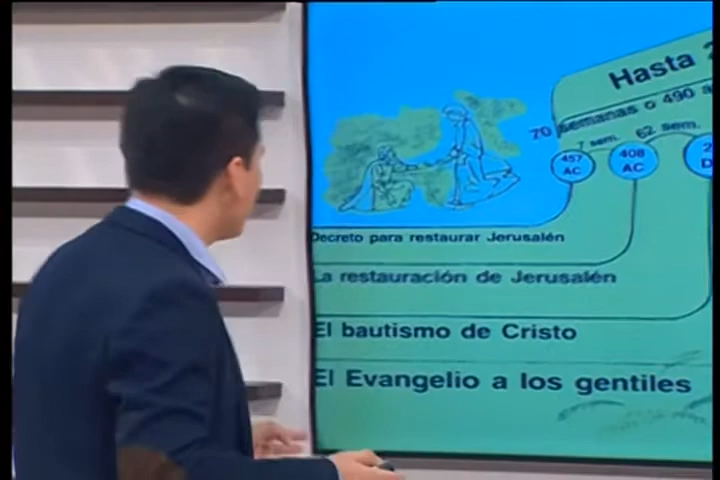 Hasta
70 semanas o 490 a
7 sem. 62 sem.
457
AC
408
AC
2
D
Decreto para restaurar Jerusalén
La restauración de Jerusalén
El bautismo de Cristo
El Evangelio a los gentiles